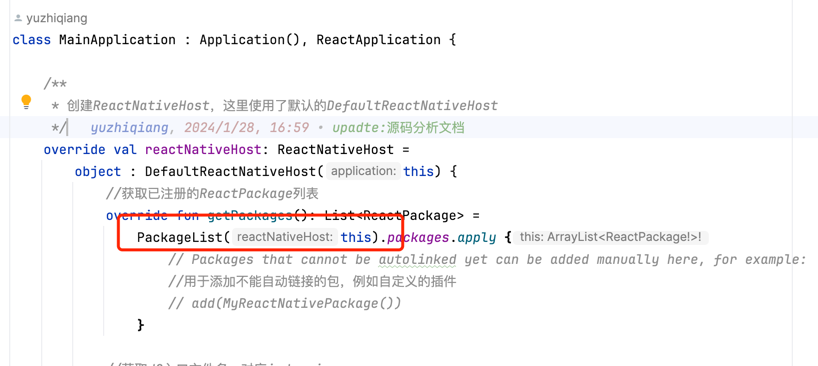 yuzhiqiang
class MainApplication : Application(), ReactApplication {
/**
* 创建ReactNativeHost，这里使用了默认的DefaultReactNativeHost
*/ yuzhiqiang, 2024/1/28, 16:59 • upadte:源码分析文档
override val reactNativeHost: ReactNativeHost =
object : DefaultReactNativeHost( application: this) {
//获取已注册的ReactPackage列表
override fun getPackages(): List<ReactPackage> =
PackageList( reactNativeHost: this).packages.apply { this: ArrayList<ReactPackage!>!
// Packages that cannot be autolinked yet can be added manually here, for example:
//用于添加不能自动链接的包，例如自定义的插件
// add(MyReactNativePackage())
}